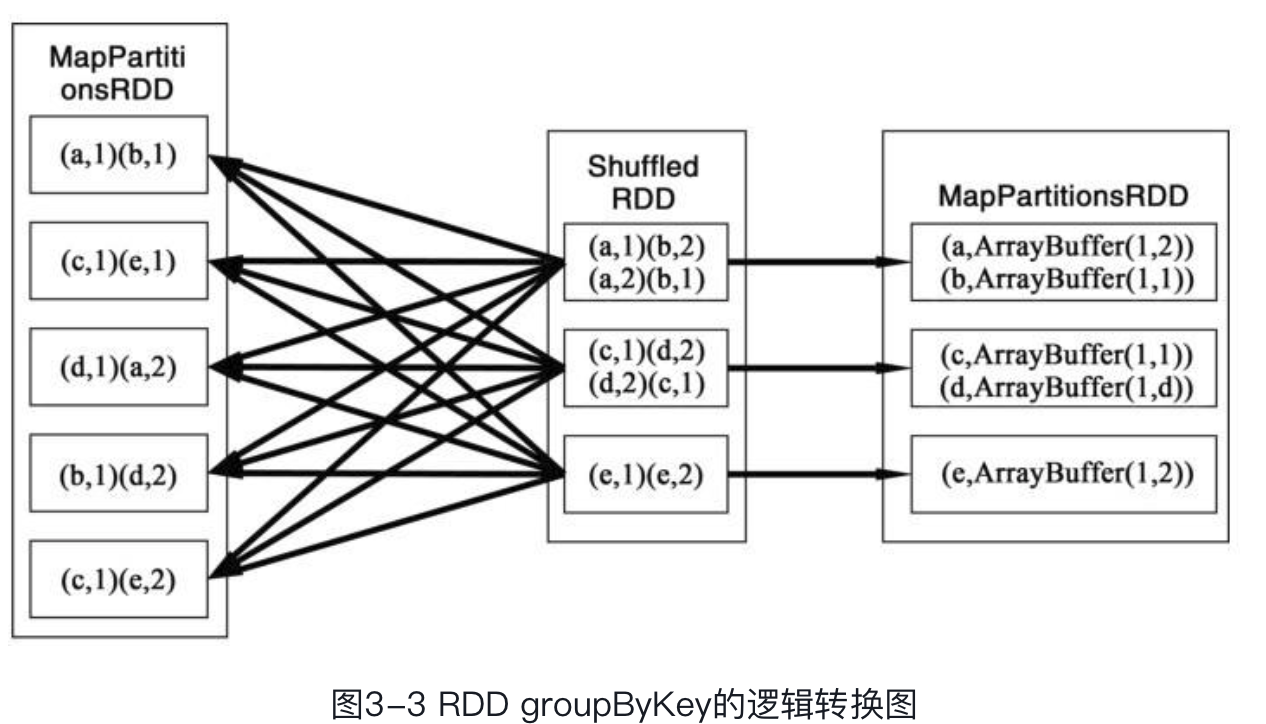 MapPartiti
onsRDD
(a,1)(b,1)
(c,1)(e,1)
(d,1)(a,2)
(b,1)(d,2)
(c,1)(e,2)
Shuffled
RDD
(a,1)(b,2)
(a,2)(b,1)
(c,1)(d,2)
(d,2)(c,1)
(e,1)(e,2)
MapPartitionsRDD
(a,ArrayBuffer(1,2))
(b,ArrayBuffer(1,1))
(c,ArrayBuffer(1,1))
(d,ArrayBuffer(1,d))
(e,ArrayBuffer(1,2))
图3-3 RDD groupByKey的逻辑转换图